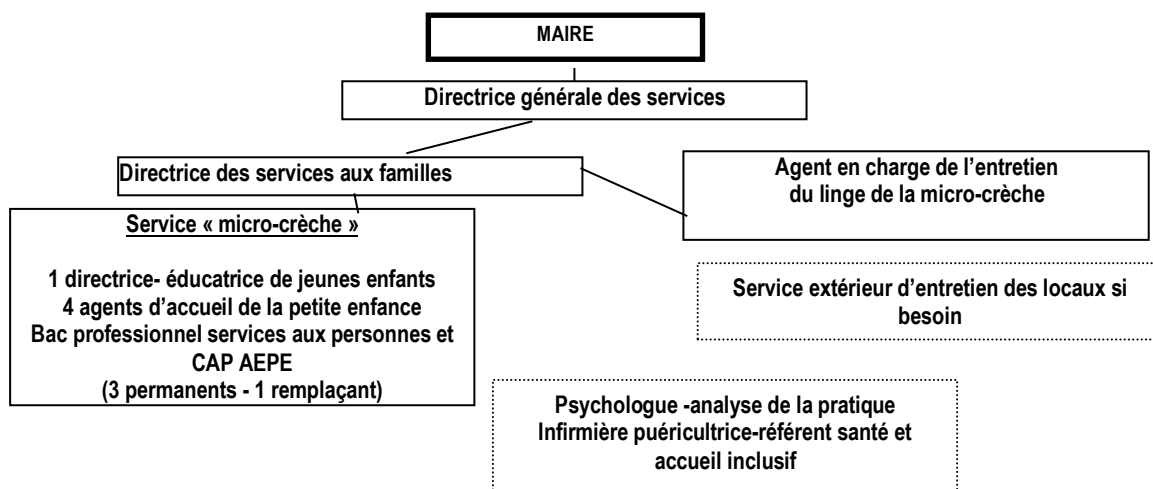 MAIRE
Directrice générale des services
Directrice des services aux familles
Agent en charge de l’entretien
du linge de la micro-crèche
Service « micro-crèche »
1 directrice- éducatrice de jeunes enfants
4 agents d’accueil de la petite enfance
Bac professionnel services aux personnes et
CAP AEPE
(3 permanents - 1 remplaçant)
Service extérieur d’entretien des locaux si
besoin
Psychologue -analyse de la pratique
Infirmière puéricultrice-référent santé et
accueil inclusif